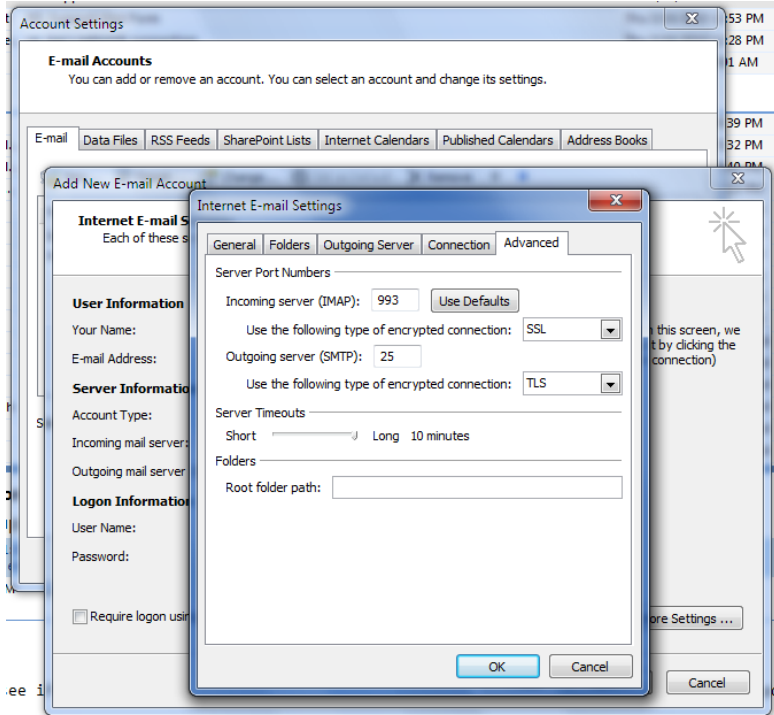 Account Settings
:53 PM
:28 PM
E-mail Accounts
You can add or remove an account. You can select an account and change its settings.
1 AM
39 PM
E-mail Data Files RSS Feeds SharePoint Lists Internet Calendars Published Calendars Address Books
32 PM
Add New E-mail Account
Internet E-mail Settings
Internet E-mail S
Each of these s
General Folders Outgoing Server Connection Advanced
Server Port Numbers
Incoming server (IMAP): 993 Use Defaults
Use the following type of encrypted connection: SSL
Outgoing server (SMTP): 25
Use the following type of encrypted connection: TLS
Server Timeouts
Short Long 10 minutes
Folders
Root folder path:
User Information
Your Name:
E-mail Address:
Server Informatio
Account Type:
Incoming mail server:
Outgoing mail server
Logon Information
User Name:
Password:
Require logon usin
this screen, we
t by clicking the
connection)
ore Settings ...
OK Cancel
Cancel
ee i